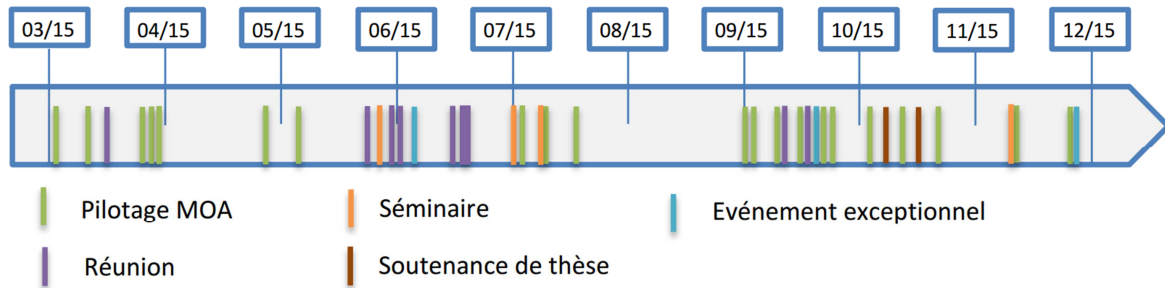 03/15 04/15 05/15 06/15 07/15 08/15 09/15 10/15 11/15 12/15
Pilotage MOA Séminaire Evénement exceptionnel
Réunion Soutenance de thèse